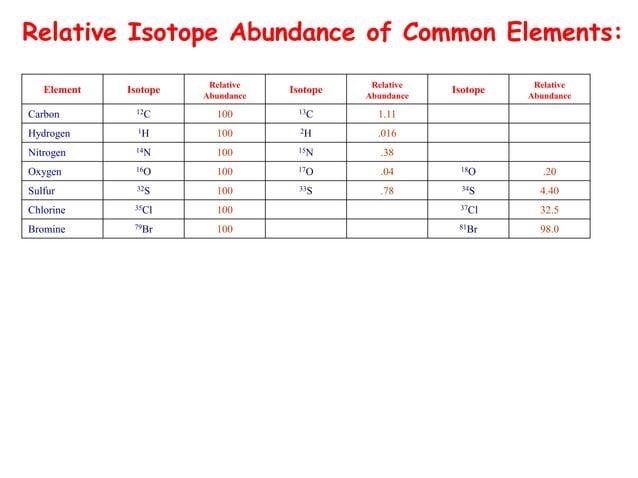 Relative Isotope Abundance of Common Elements:
Element Isotope Relative Abundance Isotope Relative Abundance Isotope Relative Abundance
Carbon ¹²C 100 ¹³C 1.11
Hydrogen ¹H 100 ²H .016
Nitrogen ¹⁴N 100 ¹⁵N .38
Oxygen ¹⁶O 100 ¹⁷O .04 ¹⁸O .20
Sulfur ³²S 100 ³³S .78 ³⁴S 4.40
Chlorine ³⁵Cl 100 ³⁷Cl 32.5
Bromine ⁷⁹Br 100 ⁸¹Br 98.0